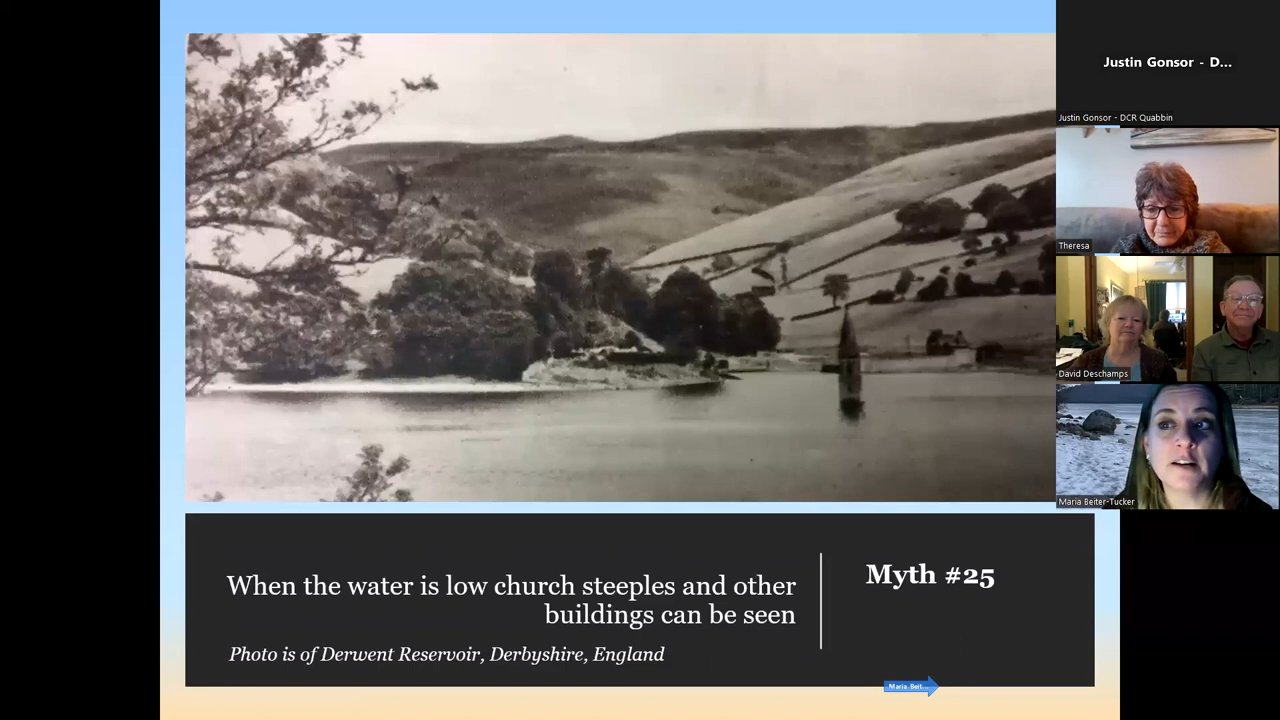 Justin Gonsor - D...
Justin Gonsor - DCR Quabbin
Theresa
David Deschamps
Maria Beiter-Tucker
When the water is low church steeples and other
buildings can be seen
Photo is of Derwent Reservoir, Derbyshire, England
Myth #25
Maria Beit...